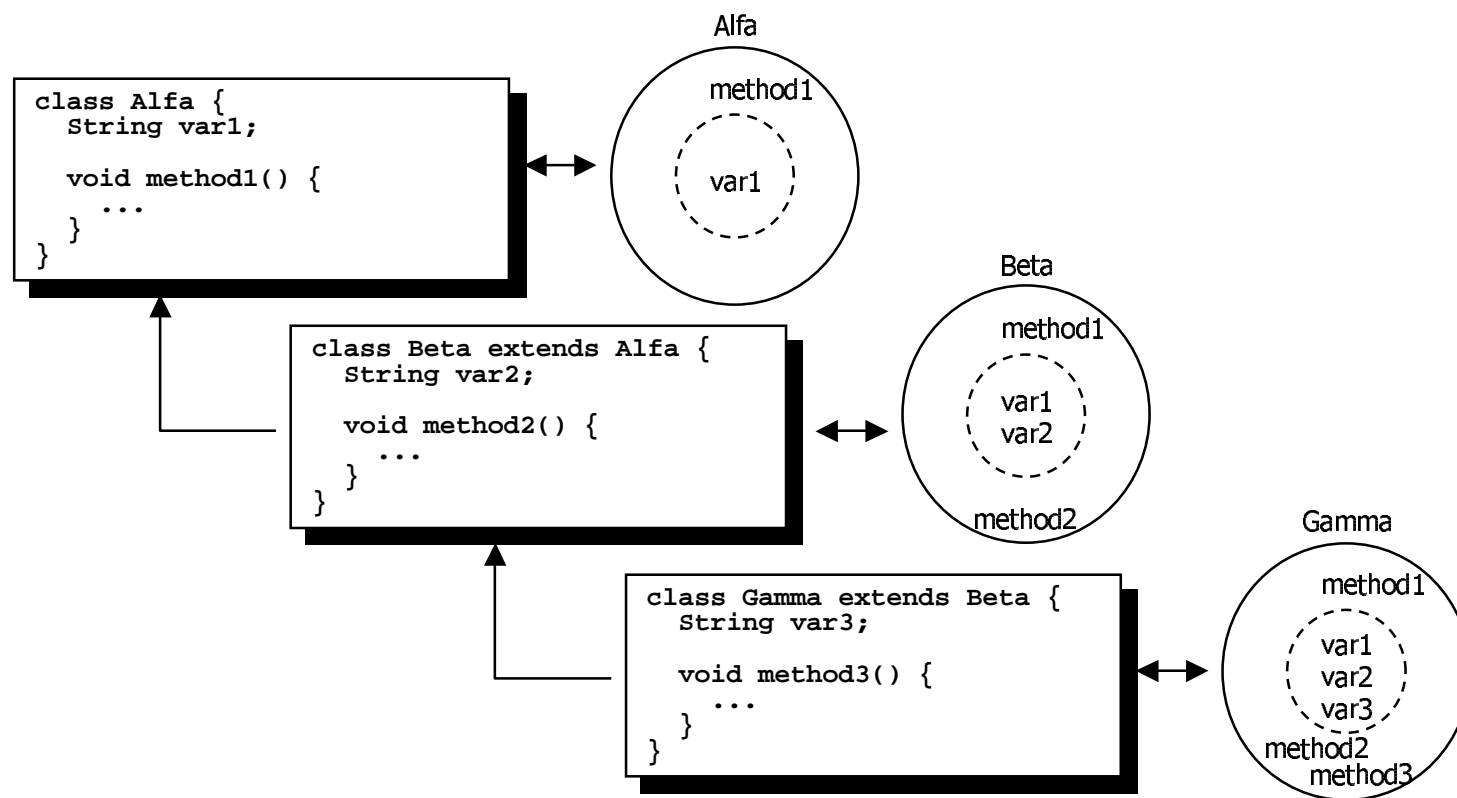 Alfa
class Alfa {
String var1;
void method1() {
...
}
}
method1
var1
Beta
class Beta extends Alfa {
String var2;
void method2() {
...
}
}
method1
var1
var2
method2
Gamma
class Gamma extends Beta {
String var3;
void method3() {
...
}
}
method1
var1
var2
var3
method2
method3